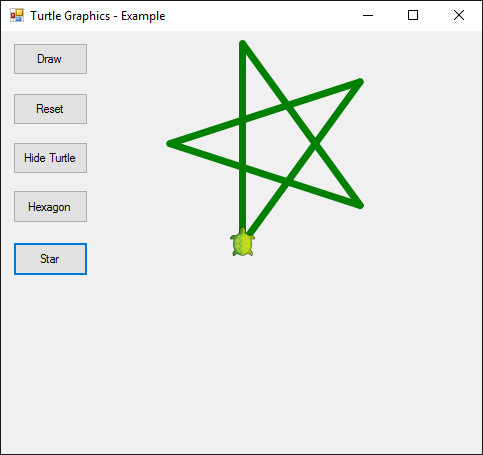 Turtle Graphics - Example
Draw
Reset
Hide Turtle
Hexagon
Star